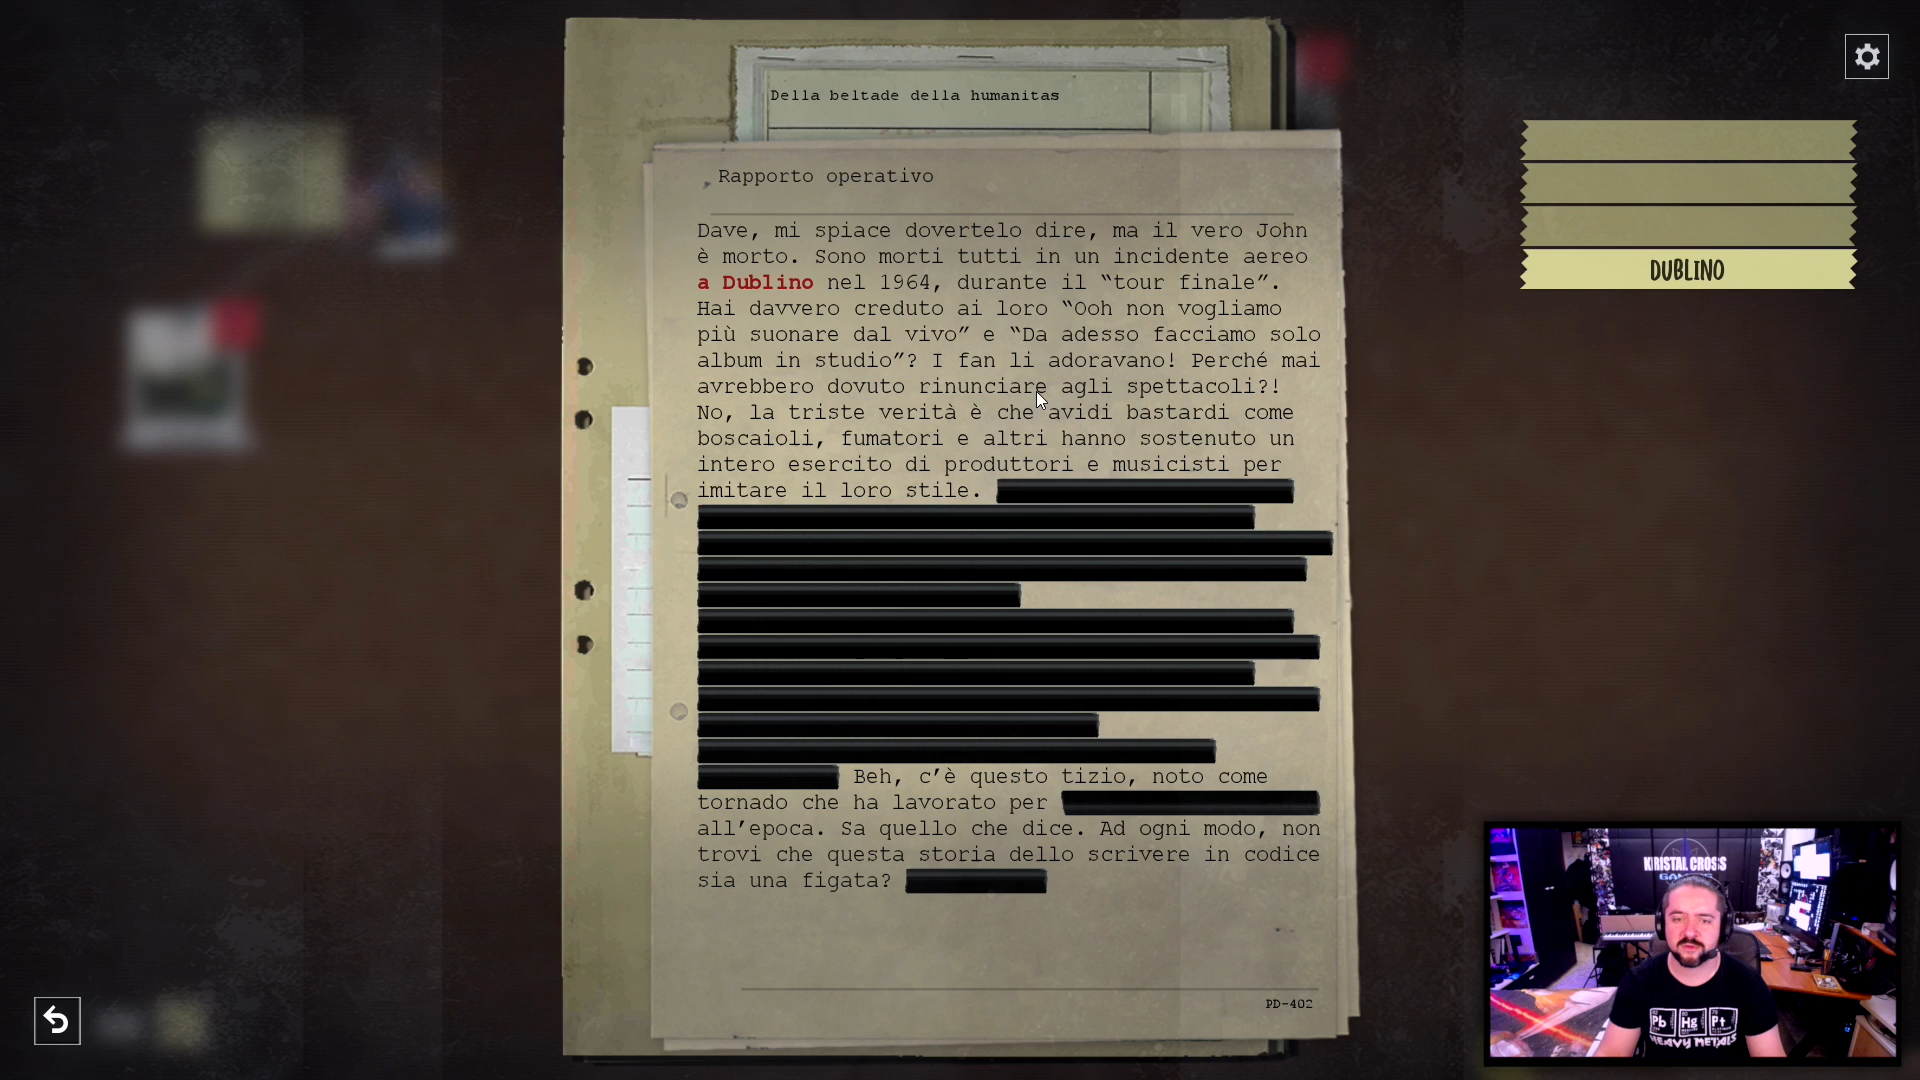 Della beltade della humanitas
Rapporto operativo
Dave, mi spiace dovertelo dire, ma il vero John
è morto. Sono morti tutti in un incidente aereo
a Dublino nel 1964, durante il “tour finale”.
Hai davvero creduto ai loro “Ooh non vogliamo
più suonare dal vivo” e “Da adesso facciamo solo
album in studio”? I fan li adoravano! Perché mai
avrebbero dovuto rinunciare agli spettacoli?!
No, la triste verità è che avidi bastardi come
boscaioli, fumatori e altri hanno sostenuto un
intero esercito di produttori e musicisti per
imitare il loro stile.
Beh, c’è questo tizio, noto come
tornado che ha lavorato per
all’epoca. Sa quello che dice. Ad ogni modo, non
trovi che questa storia dello scrivere in codice
sia una figata?
PD-402
DUBLINO
KRISTAL CROSS
GAMING
Pb Hg Pt
HEAVY METALS